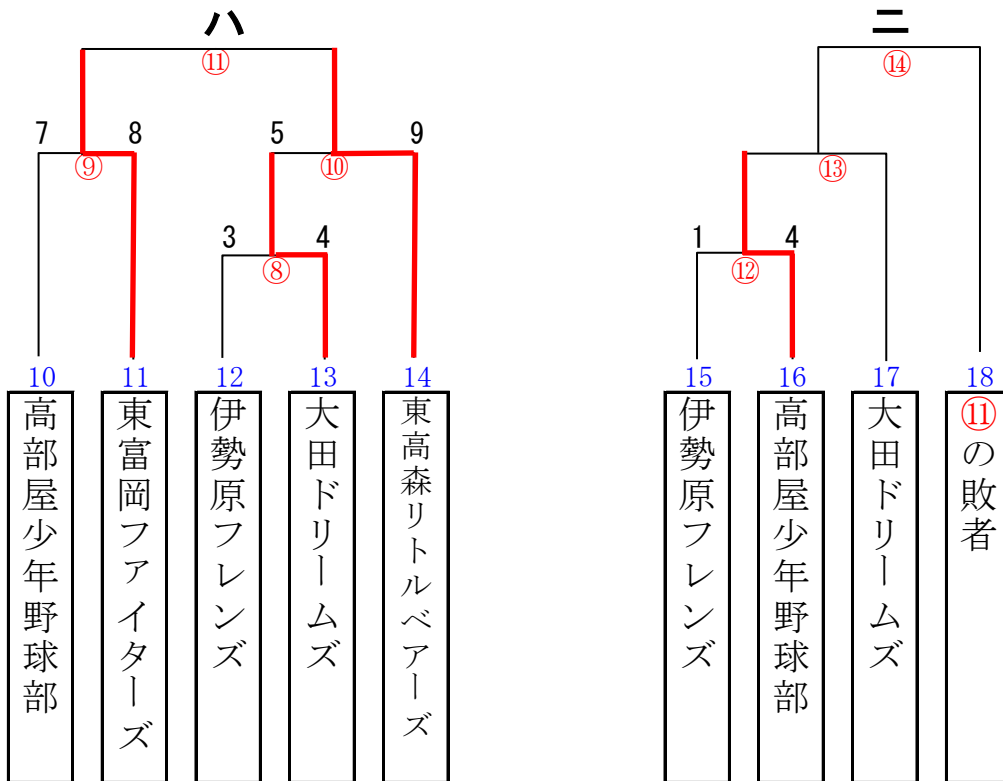 ハ
ニ
⑪
⑭
7 8
5 9
⑨
⑩
⑬
3 4
1 4
⑧
⑫
10 11 12 13 14
15 16 17 18
高部屋少年野球部
東富岡ファイターズ
伊勢原フレンズ
大田ドリームズ
東高森リトルベアーズ
伊勢原フレンズ
高部屋少年野球部
大田ドリームズ
⑪の敗者